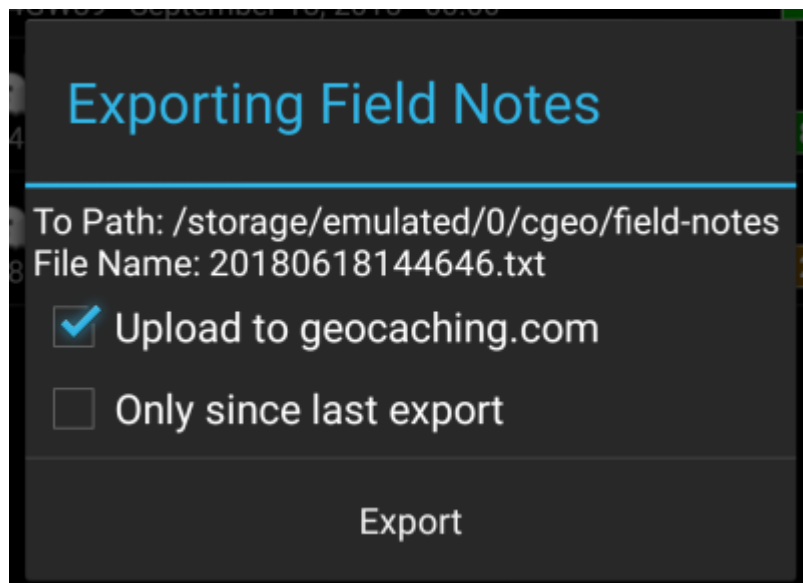 Exporting Field Notes
To Path: /storage/emulated/0/cgeo/field-notes
File Name: 20180618144646.txt
Upload to geocaching.com
Only since last export
Export